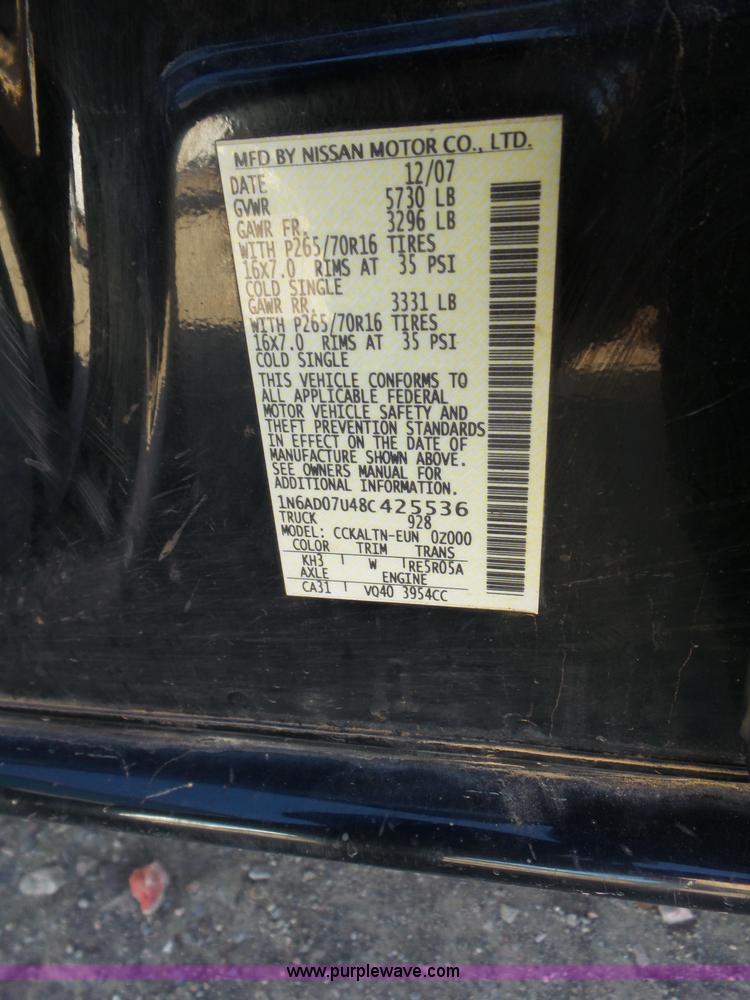 MFD BY NISSAN MOTOR CO., LTD.
DATE 12/07
GVWR 5730 LB
GAWR FR. 3296 LB
WITH P265/70R16 TIRES
16X7.0 RIMS AT 35 PSI
COLD SINGLE
GAWR RR. 3331 LB
WITH P265/70R16 TIRES
16X7.0 RIMS AT 35 PSI
COLD SINGLE
THIS VEHICLE CONFORMS TO
ALL APPLICABLE FEDERAL
MOTOR VEHICLE SAFETY AND
THEFT PREVENTION STANDARDS
IN EFFECT ON THE DATE OF
MANUFACTURE SHOWN ABOVE.
SEE OWNERS MANUAL FOR
ADDITIONAL INFORMATION.
1N6AD07U48C425536
TRUCK 928
MODEL: CCKALTN-EUN 0Z000
COLOR TRIM TRANS
KH3 W RE5R05A
AXLE ENGINE
CA31 VQ40 3954CC
www.purplewave.com